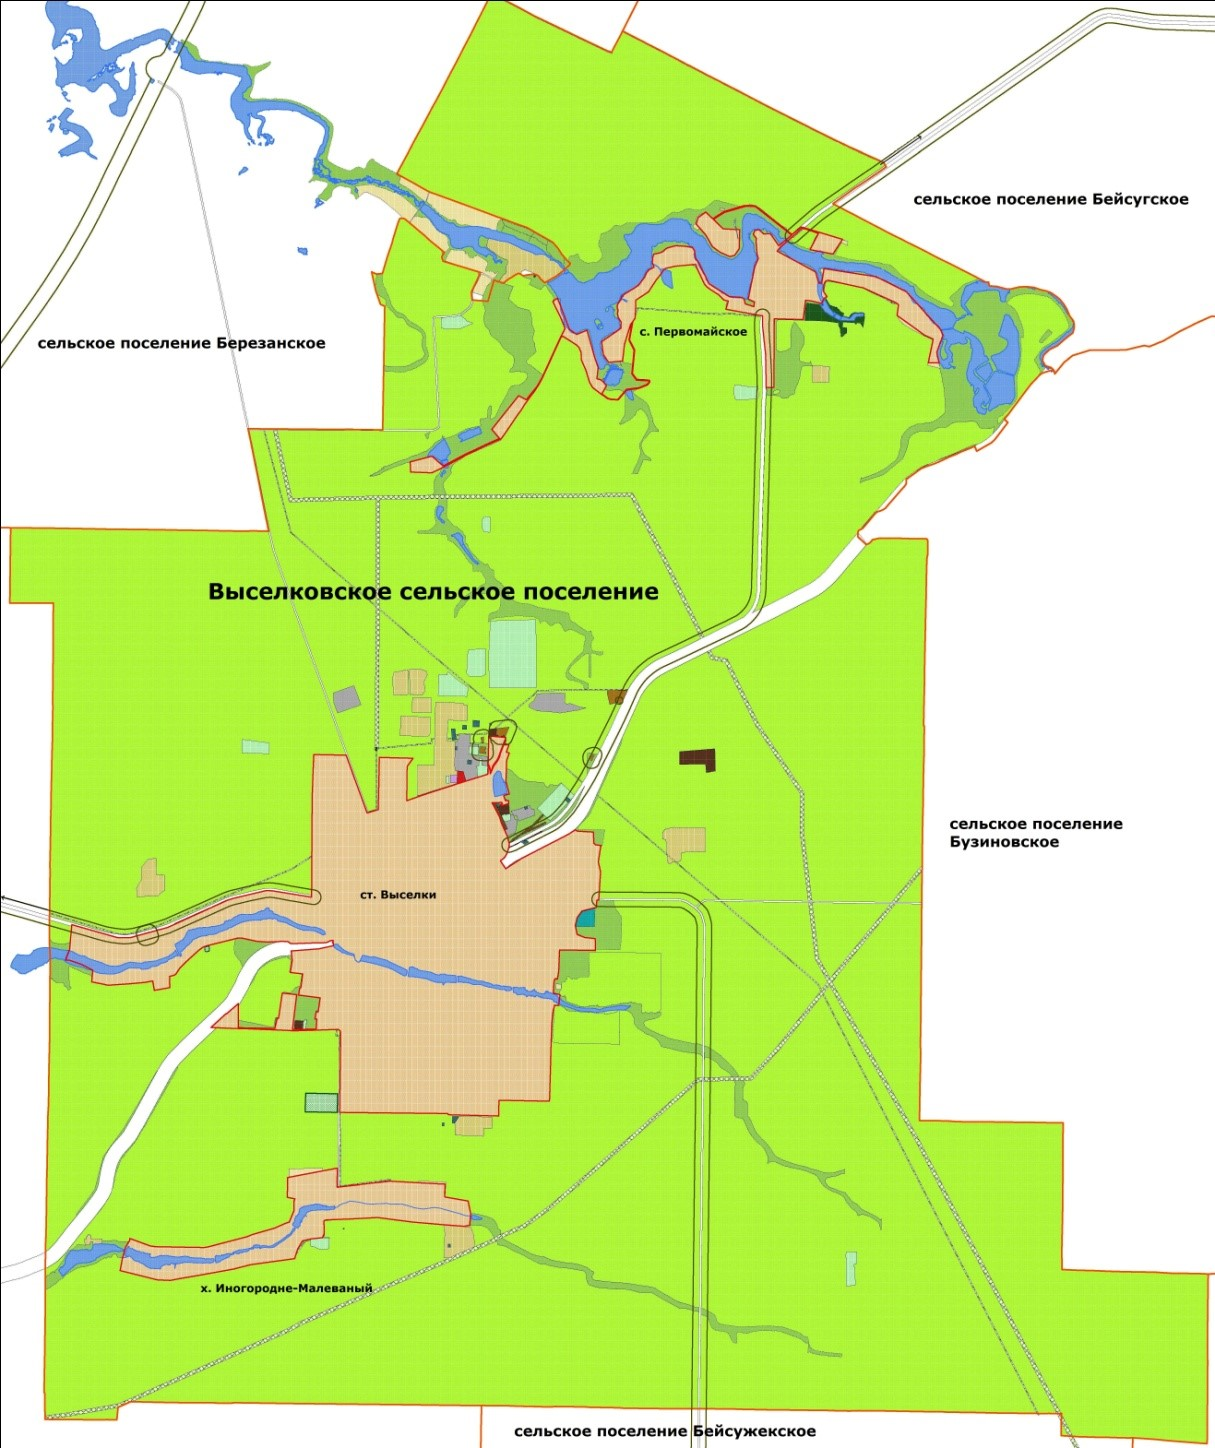 сельское поселение Бейсугское
с. Первомайское
сельское поселение Березанское
Выселковское сельское поселение
сельское поселение
Бузиновское
ст. Выселки
х. Иногородне-Малеваный
сельское поселение Бейсужекское